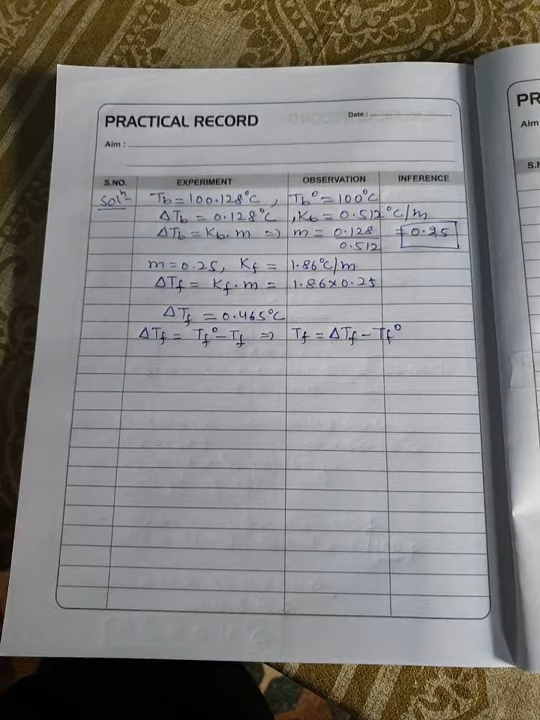 PRACTICAL RECORD
Date :
Aim :
S.NO. EXPERIMENT OBSERVATION INFERENCE
Solⁿ Tb = 100.128°C , Tb° = 100°C
ΔTb = 0.128°C , Kb = 0.512 °C/m
ΔTb = Kb. m ⇒ m = 0.128 = 0.25
0.512
m = 0.25, Kf = 1.86°C/m
ΔTf = Kf. m = 1.86 x 0.25
ΔTf = 0.465°C
ΔTf = Tf° - Tf ⇒ Tf = ΔTf - Tf°
PR
Aim